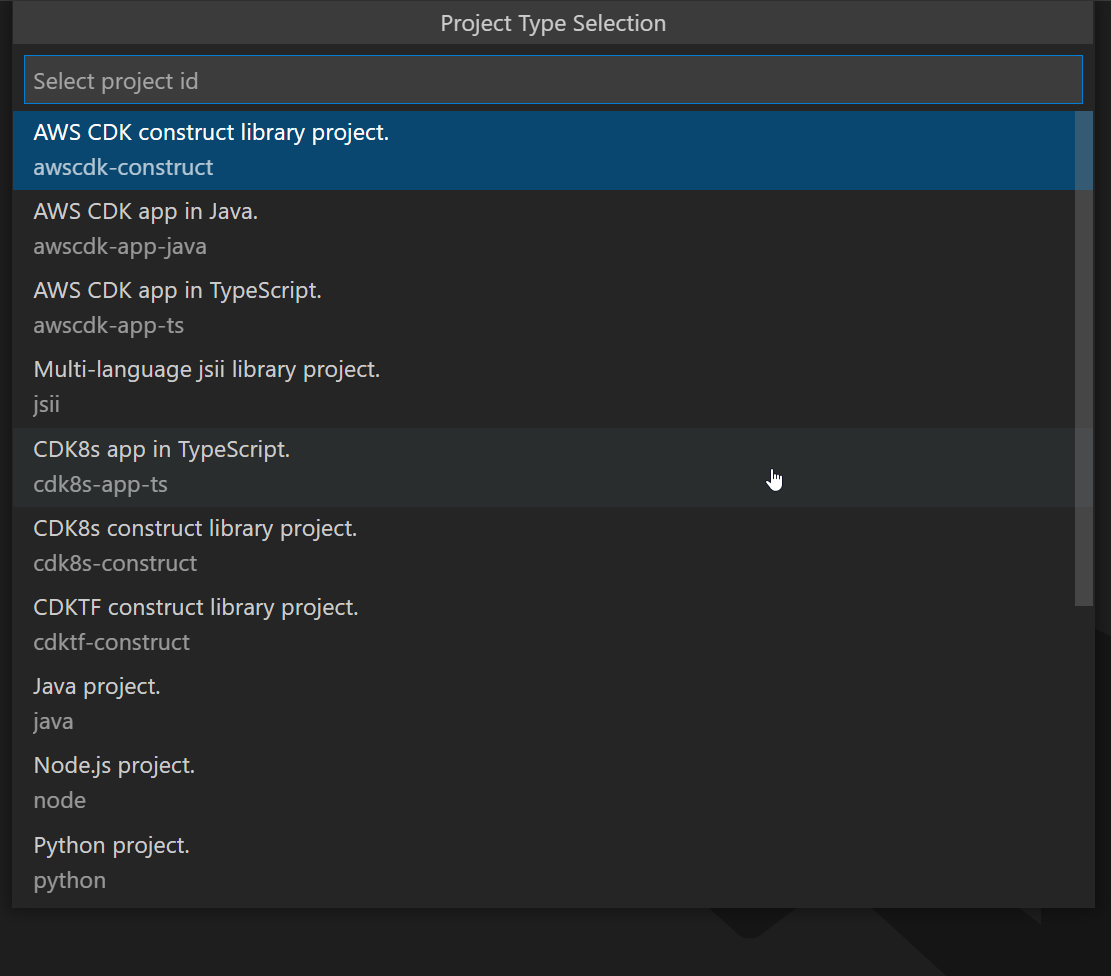 Project Type Selection
Select project id
AWS CDK construct library project.
awscdk-construct
AWS CDK app in Java.
awscdk-app-java
AWS CDK app in TypeScript.
awscdk-app-ts
Multi-language jsii library project.
jsii
CDK8s app in TypeScript.
cdk8s-app-ts
CDK8s construct library project.
cdk8s-construct
CDKTF construct library project.
cdktf-construct
Java project.
java
Node.js project.
node
Python project.
python